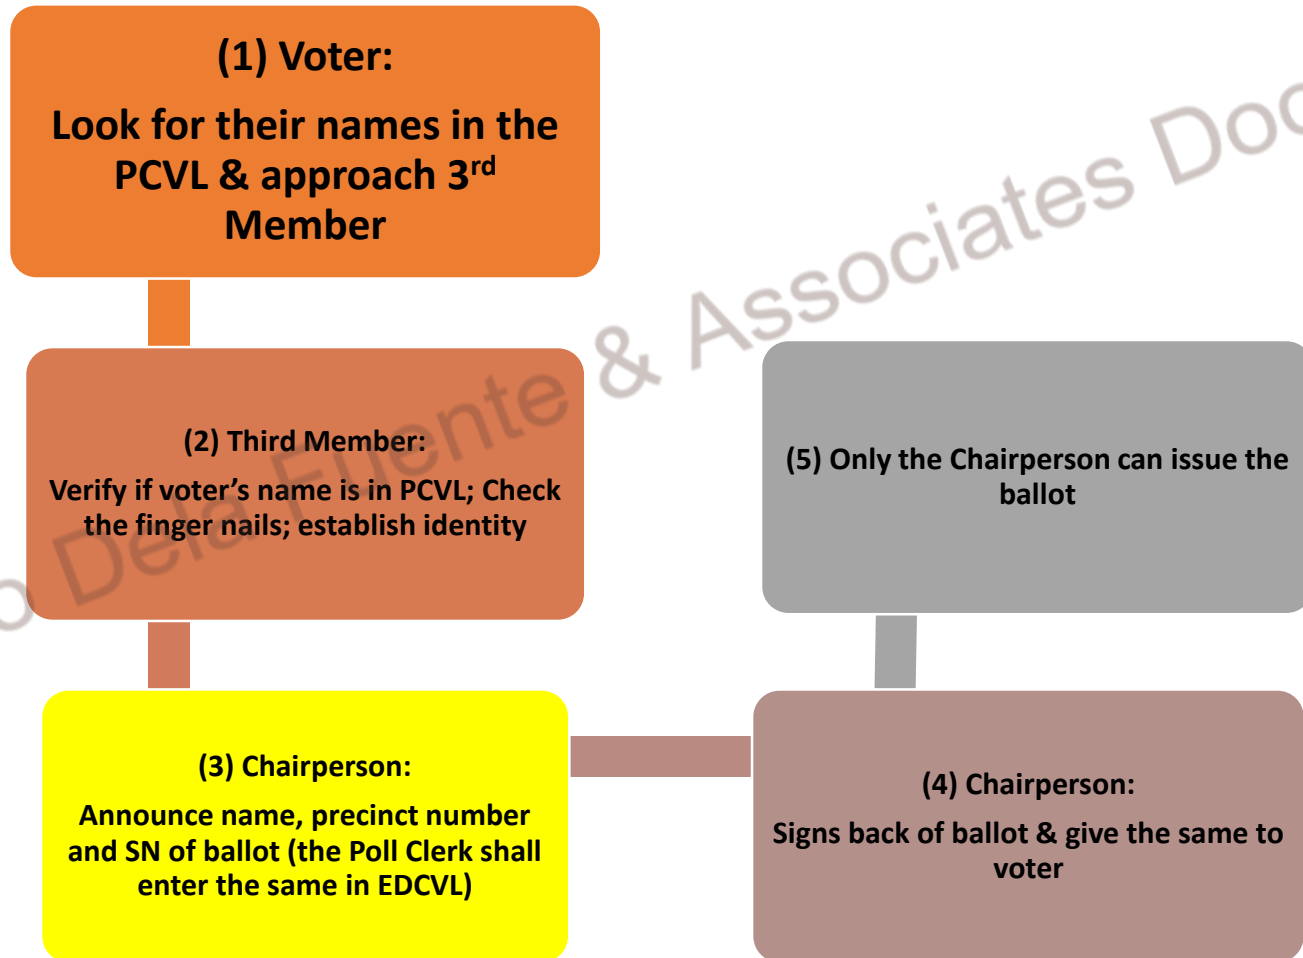 (1) Voter:
Look for their names in the
PCVL & approach 3rd
Member
(2) Third Member:
Verify if voter’s name is in PCVL; Check
the finger nails; establish identity
(3) Chairperson:
Announce name, precinct number
and SN of ballot (the Poll Clerk shall
enter the same in EDCVL)
(4) Chairperson:
Signs back of ballot & give the same to
voter
(5) Only the Chairperson can issue the
ballot
Dela Fuente & Associates